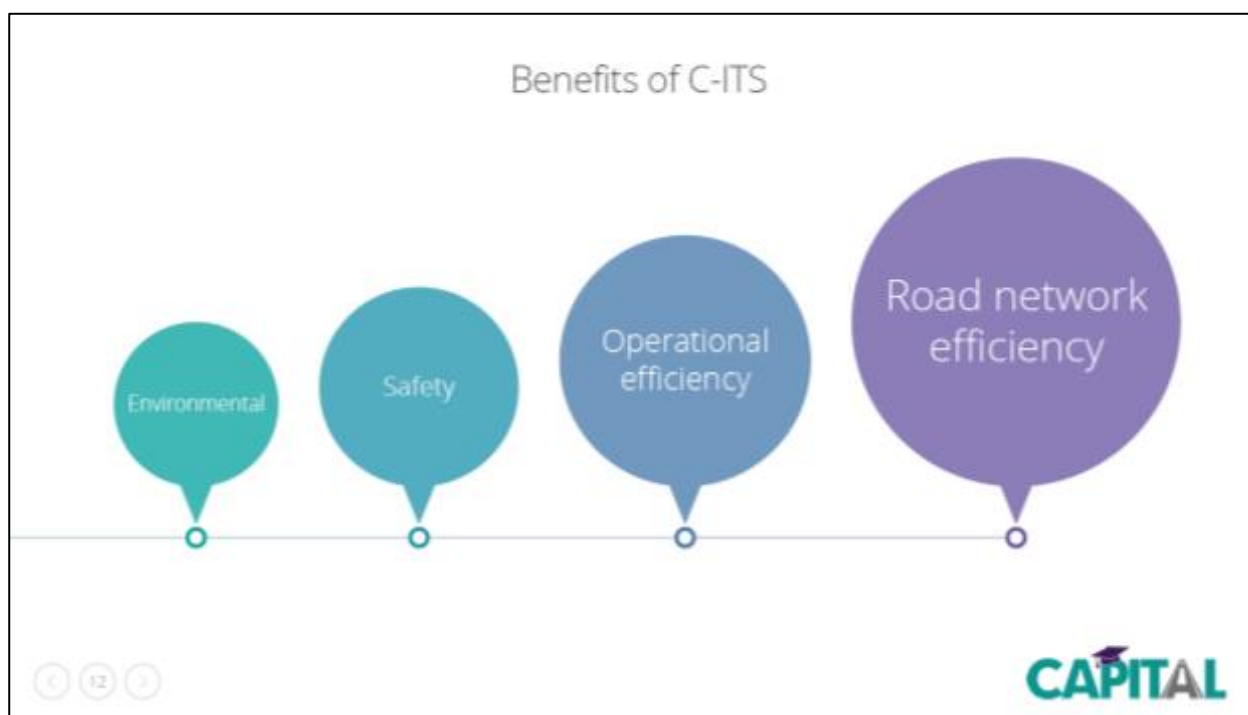 Benefits of C-ITS
Environmental
Safety
Operational
efficiency
Road network
efficiency
12
CAPITAL